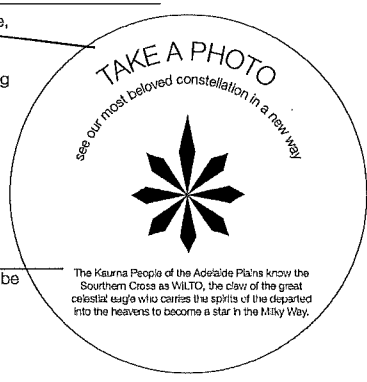 e,
TAKE A PHOTO
g
see our most beloved constellation in a new way
be
The Kaurna People of the Adelaide Plains know the
Sourthern Cross as WILTO, the claw of the great
celestial eagle who carries the spirits of the departed
into the heavens to become a star in the Milky Way.